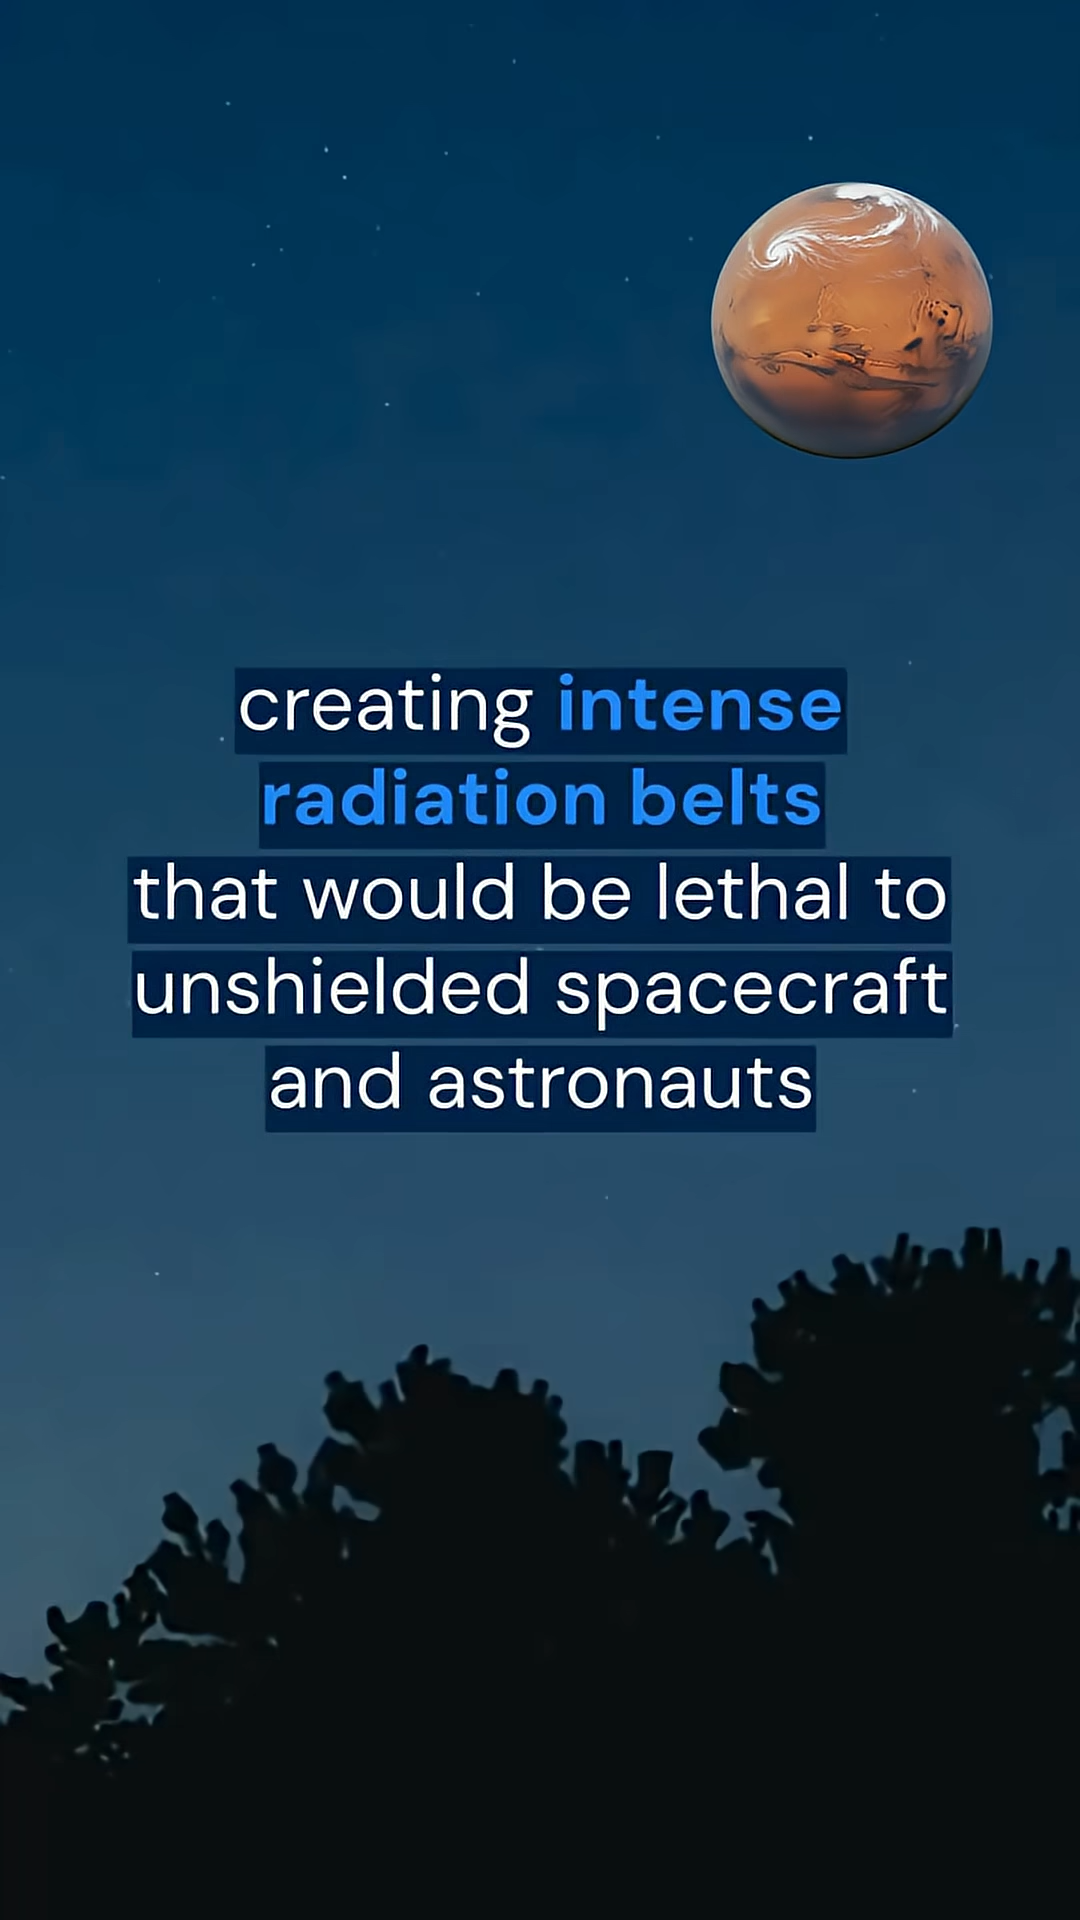 creating intense
radiation belts
that would be lethal to
unshielded spacecraft
and astronauts